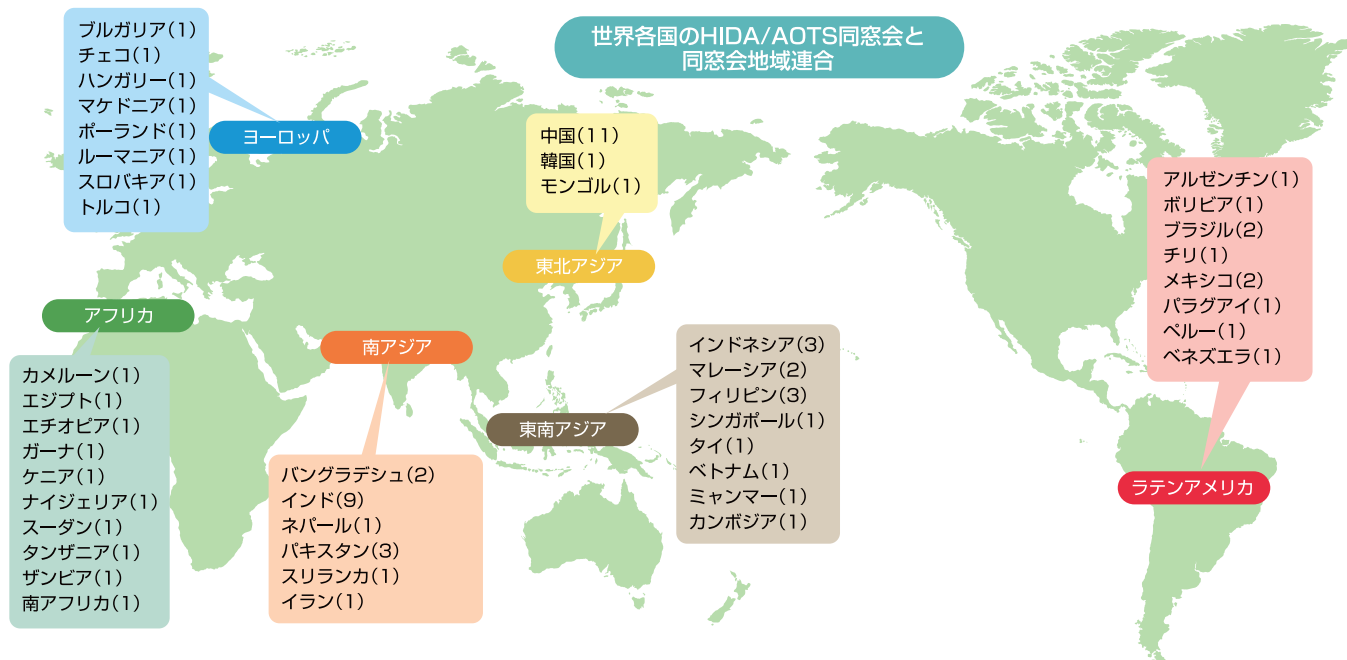 世界各国のHIDA/AOTS同窓会と
同窓会地域連合
ブルガリア(1)
チェコ(1)
ハンガリー(1)
マケドニア(1)
ポーランド(1)
ルーマニア(1)
スロバキア(1)
トルコ(1)
ヨーロッパ
中国(11)
韓国(1)
モンゴル(1)
東北アジア
アルゼンチン(1)
ボリビア(1)
ブラジル(2)
チリ(1)
メキシコ(2)
パラグアイ(1)
ペルー(1)
ベネズエラ(1)
ラテンアメリカ
アフリカ
カメルーン(1)
エジプト(1)
エチオピア(1)
ガーナ(1)
ケニア(1)
ナイジェリア(1)
スーダン(1)
タンザニア(1)
ザンビア(1)
南アフリカ(1)
南アジア
バングラデシュ(2)
インド(9)
ネパール(1)
パキスタン(3)
スリランカ(1)
イラン(1)
東南アジア
インドネシア(3)
マレーシア(2)
フィリピン(3)
シンガポール(1)
タイ(1)
ベトナム(1)
ミャンマー(1)
カンボジア(1)